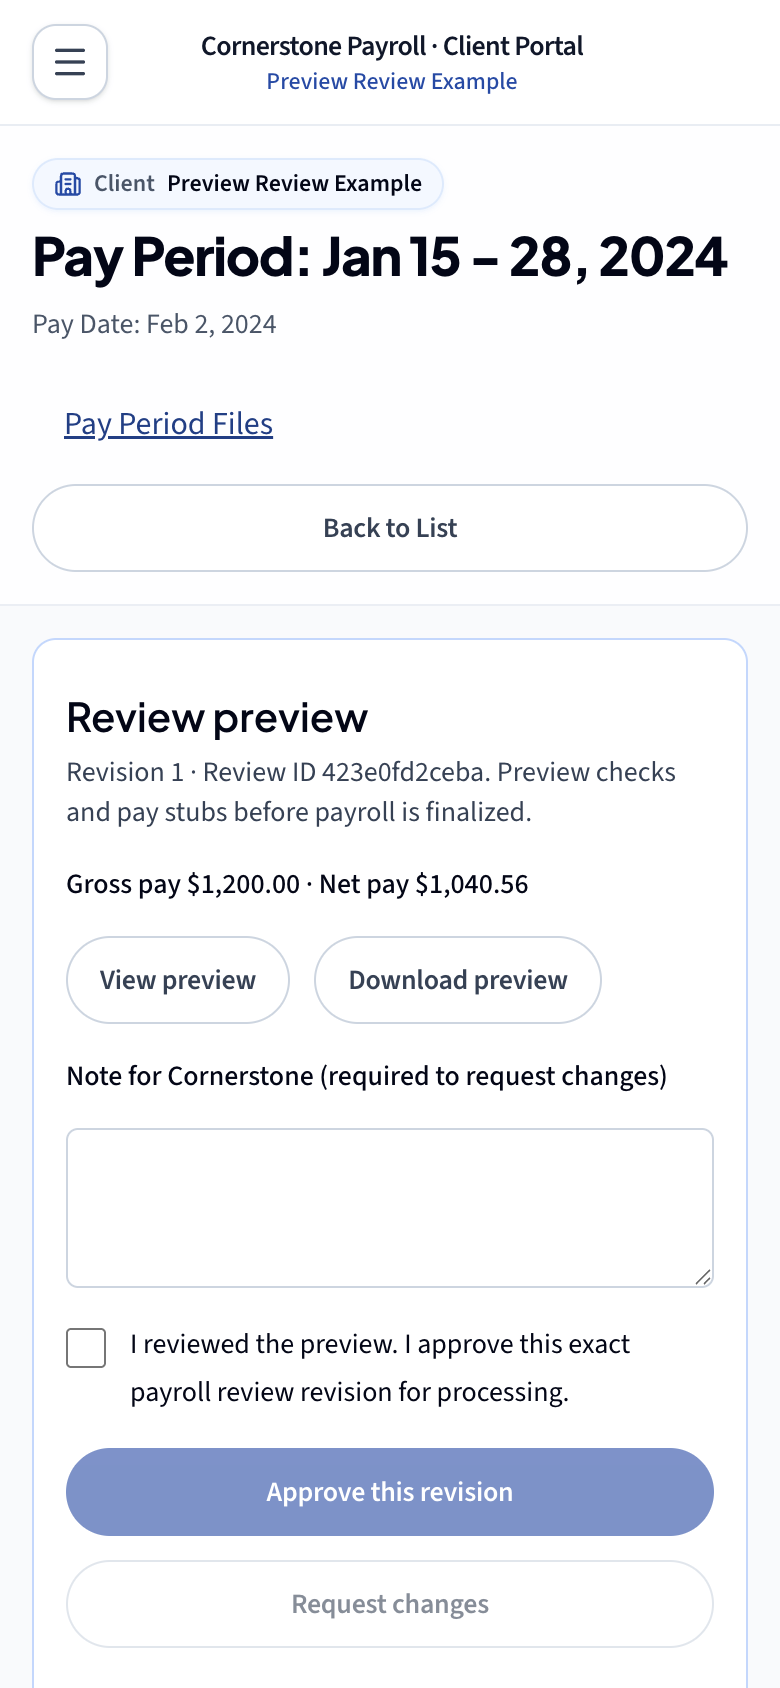 Cornerstone Payroll · Client Portal
Preview Review Example
Client Preview Review Example
Pay Period: Jan 15 – 28, 2024
Pay Date: Feb 2, 2024
Pay Period Files
Back to List
Review preview
Revision 1 · Review ID 423e0fd2ceba. Preview checks
and pay stubs before payroll is finalized.
Gross pay $1,200.00 · Net pay $1,040.56
View preview
Download preview
Note for Cornerstone (required to request changes)
I reviewed the preview. I approve this exact
payroll review revision for processing.
Approve this revision
Request changes